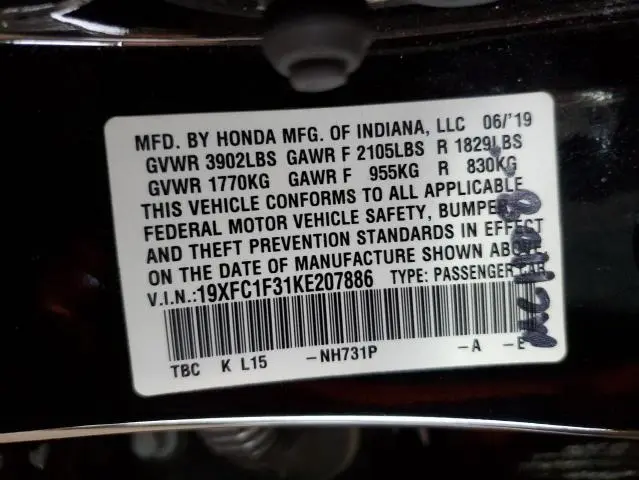 MFD. BY HONDA MFG. OF INDIANA, LLC 06/'19
GVWR 3902LBS GAWR F 2105LBS R 1829LBS
GVWR 1770KG GAWR F 955KG R 830KG
THIS VEHICLE CONFORMS TO ALL APPLICABLE
FEDERAL MOTOR VEHICLE SAFETY, BUMPER,
AND THEFT PREVENTION STANDARDS IN EFFECT
ON THE DATE OF MANUFACTURE SHOWN ABOVE
V.I.N.:19XFC1F31KE207886 TYPE: PASSENGER CAR
TBC K L15 -NH731P -A -E